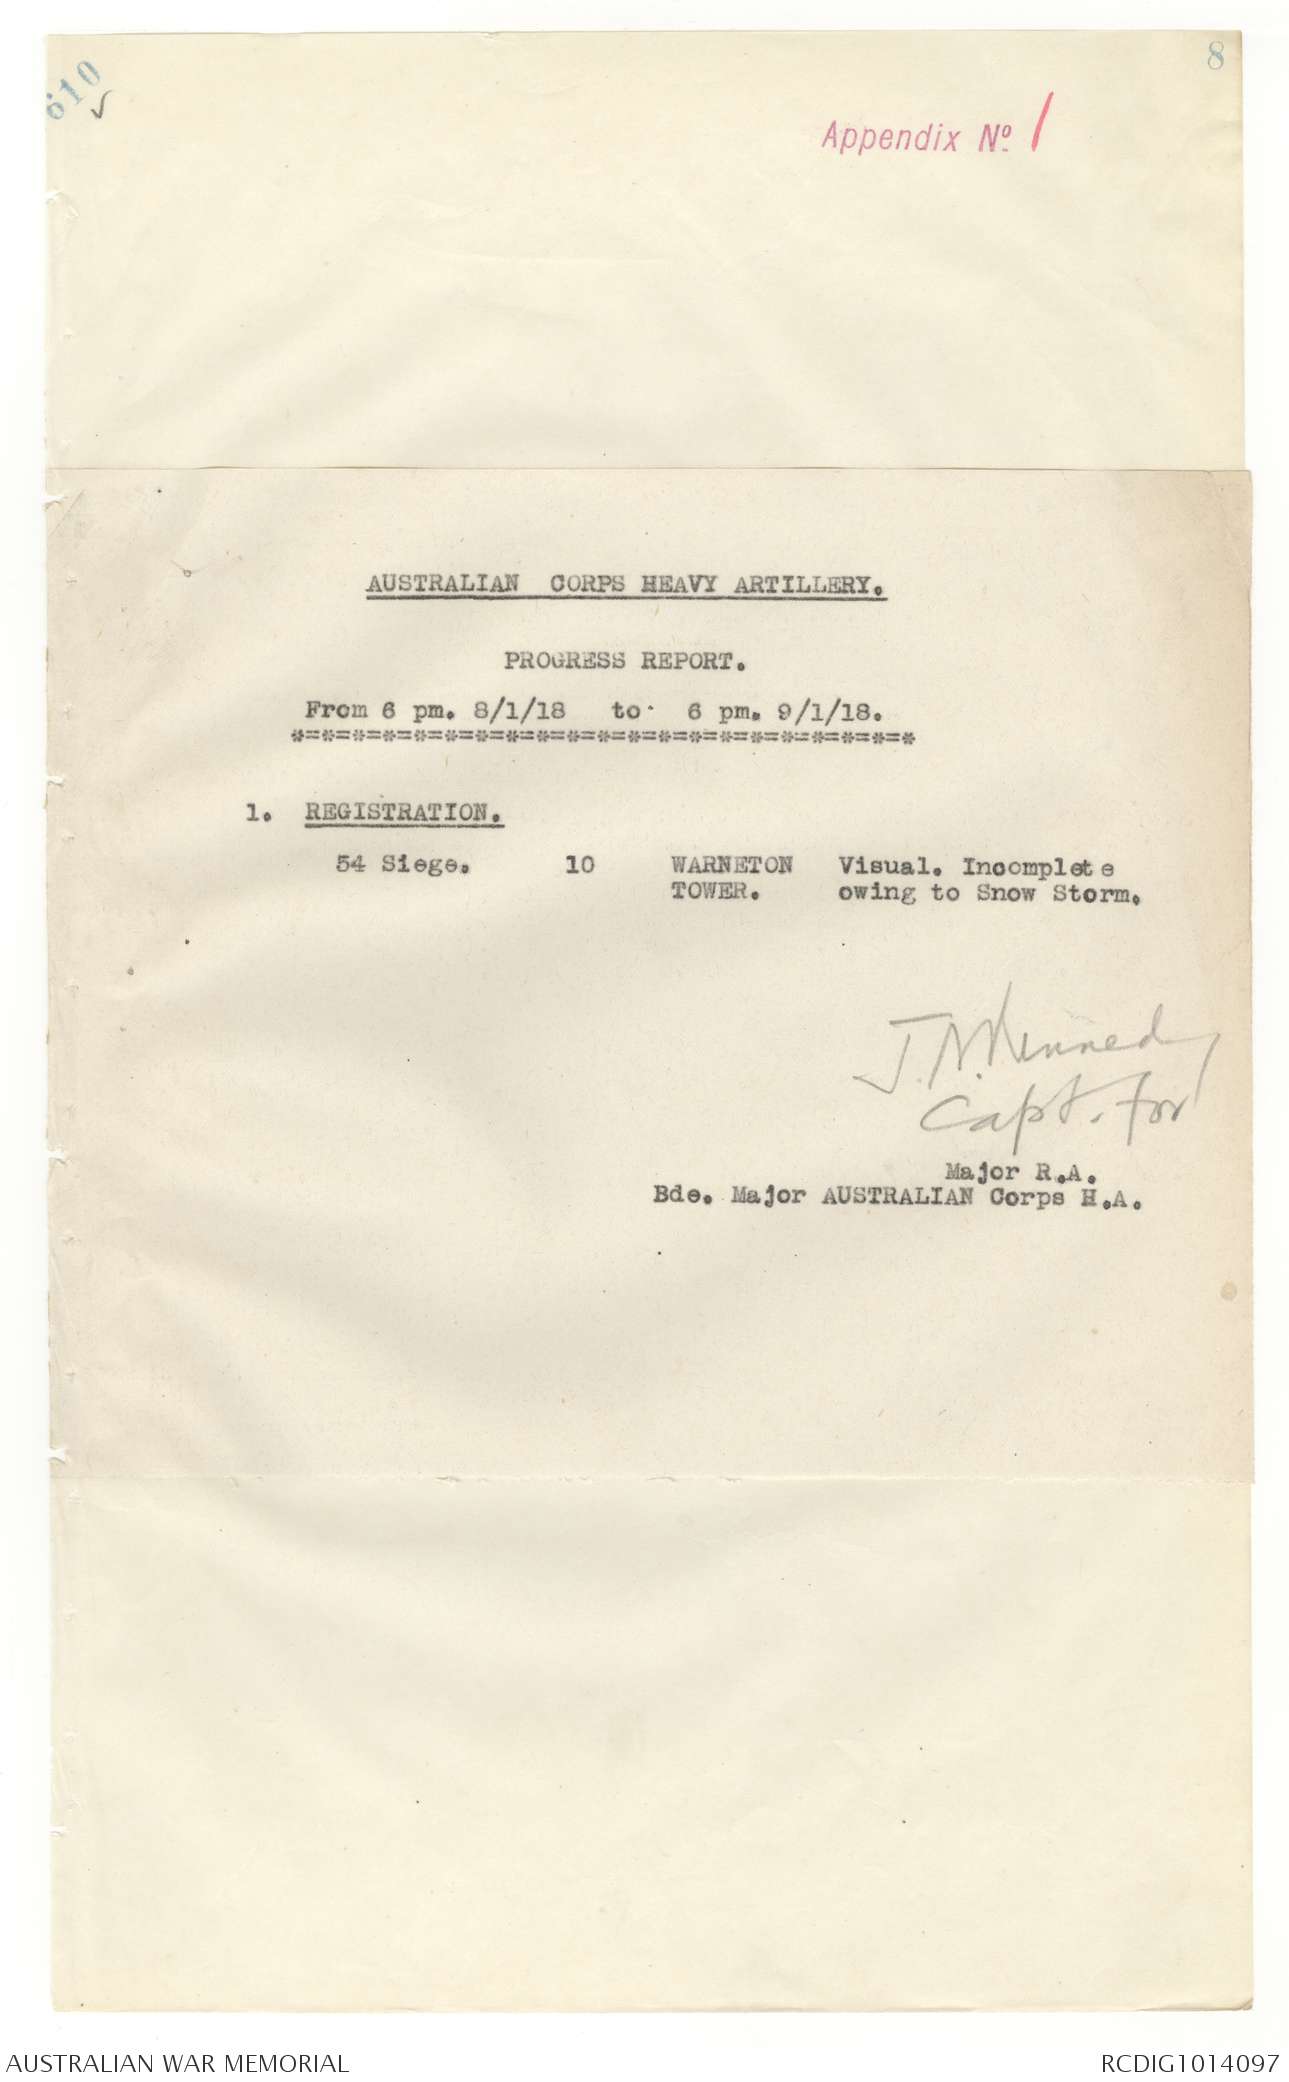 610
8
Appendix No. 1
AUSTRALIAN CORPS HEAVY ARTILLERY.
PROGRESS REPORT.
From 6 pm. 8/1/18 to 6 pm. 9/1/18.
*=*=*=*=*=*=*=*=*=*=*=*=*=*=*=*=*=*=*=*=*
1. REGISTRATION.
54 Siege. 10 WARNETON Visual. Incomplete
TOWER. owing to Snow Storm.
J.N. Kennedy
Capt. for
Major R.A.
Bde. Major AUSTRALIAN Corps H.A.
AUSTRALIAN WAR MEMORIAL
RCDIG1014097